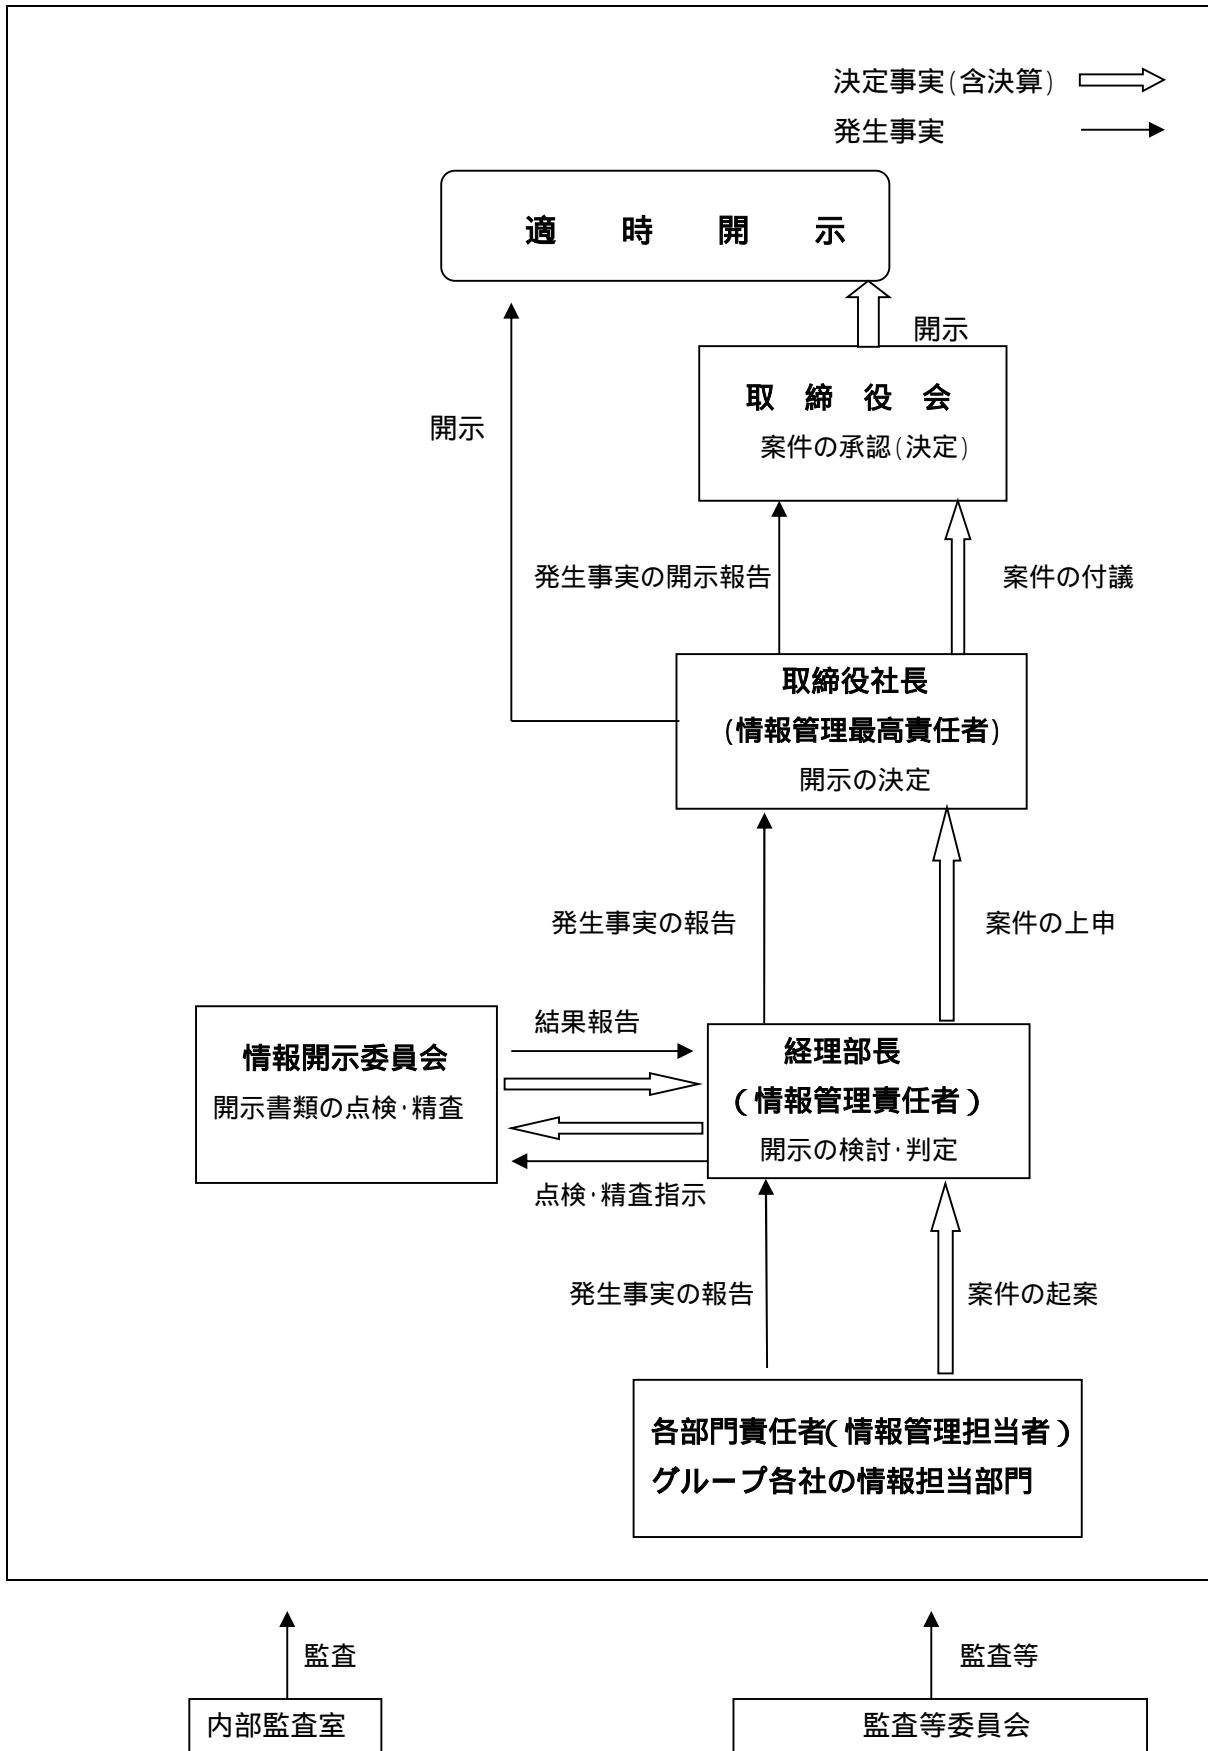 決定事実(含決算)
発生事実
適 時 開 示
開示
取 締 役 会
案件の承認(決定)
開示
発生事実の開示報告
案件の付議
取締役社長
(情報管理最高責任者)
開示の決定
発生事実の報告
案件の上申
情報開示委員会
開示書類の点検・精査
結果報告
点検・精査指示
経理部長
(情報管理責任者)
開示の検討・判定
発生事実の報告
案件の起案
各部門責任者(情報管理担当者)
グループ各社の情報担当部門
監査
監査等
内部監査室
監査等委員会